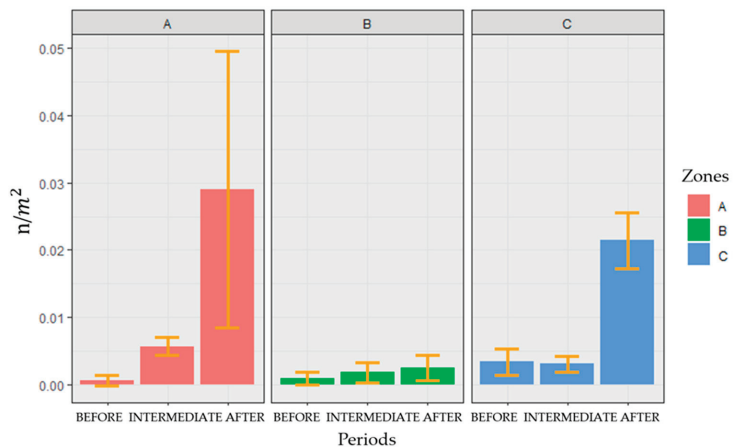 A B C
0.05
0.04
0.03
0.02
0.01
0.00
n/m²
BEFORE INTERMEDIATE AFTER BEFORE INTERMEDIATE AFTER BEFORE INTERMEDIATE AFTER
Periods
Zones
A
B
C